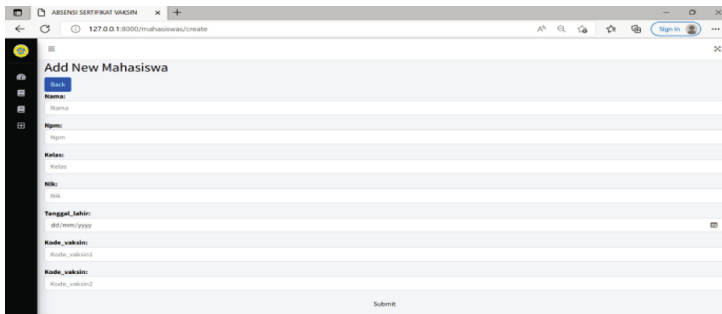 ABSENSI SERTIFIKAT VAKSIN
127.0.0.1:8000/mahasiswas/create
Sign in
Add New Mahasiswa
Back
Nama:
Nama
Npm:
Npm
Kelas:
Kelas
Nik:
Nik
Tanggal_lahir:
dd/mm/yyyy
Kode_vaksin:
Kode_vaksin1
Kode_vaksin:
Kode_vaksin2
Submit